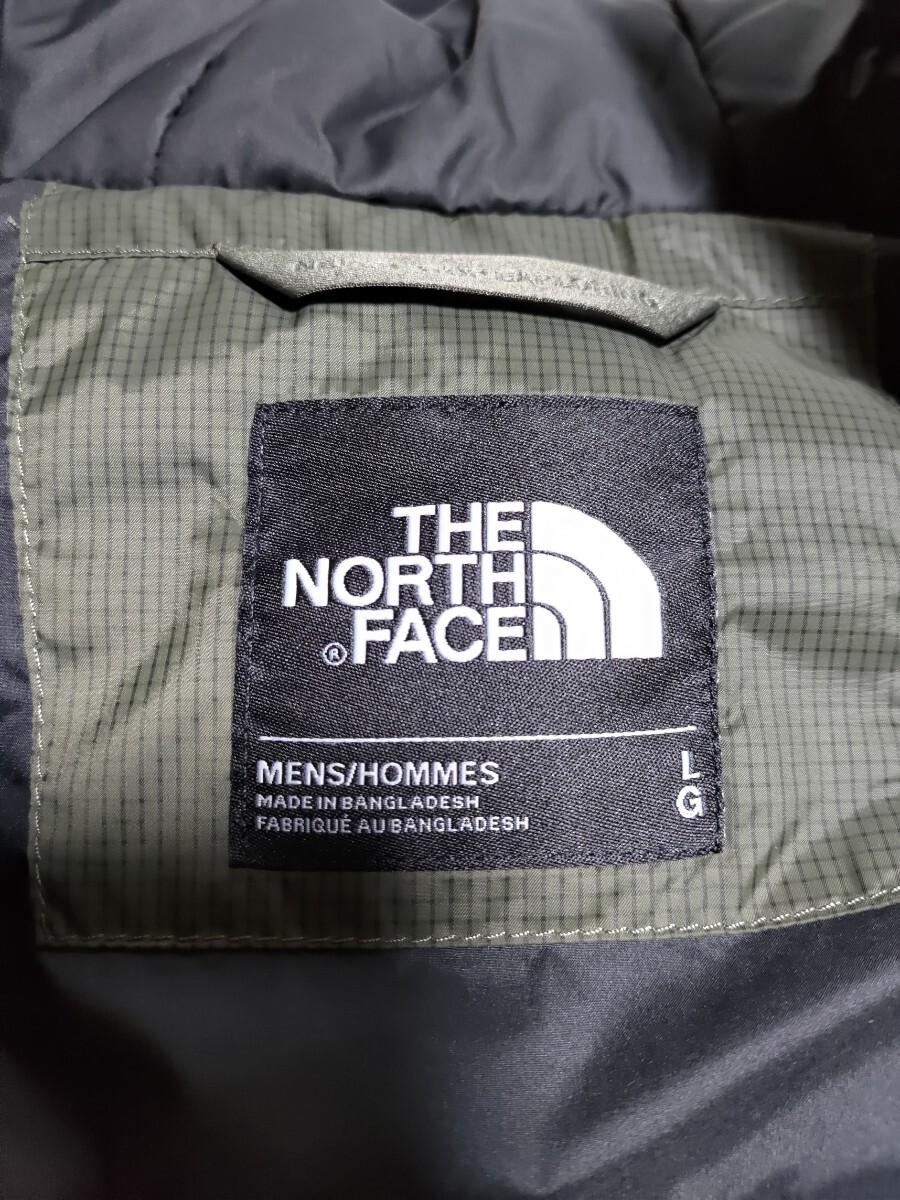 THE
NORTH
® FACE
MENS/HOMMES L
MADE IN BANGLADESH G
FABRIQUÉ AU BANGLADESH